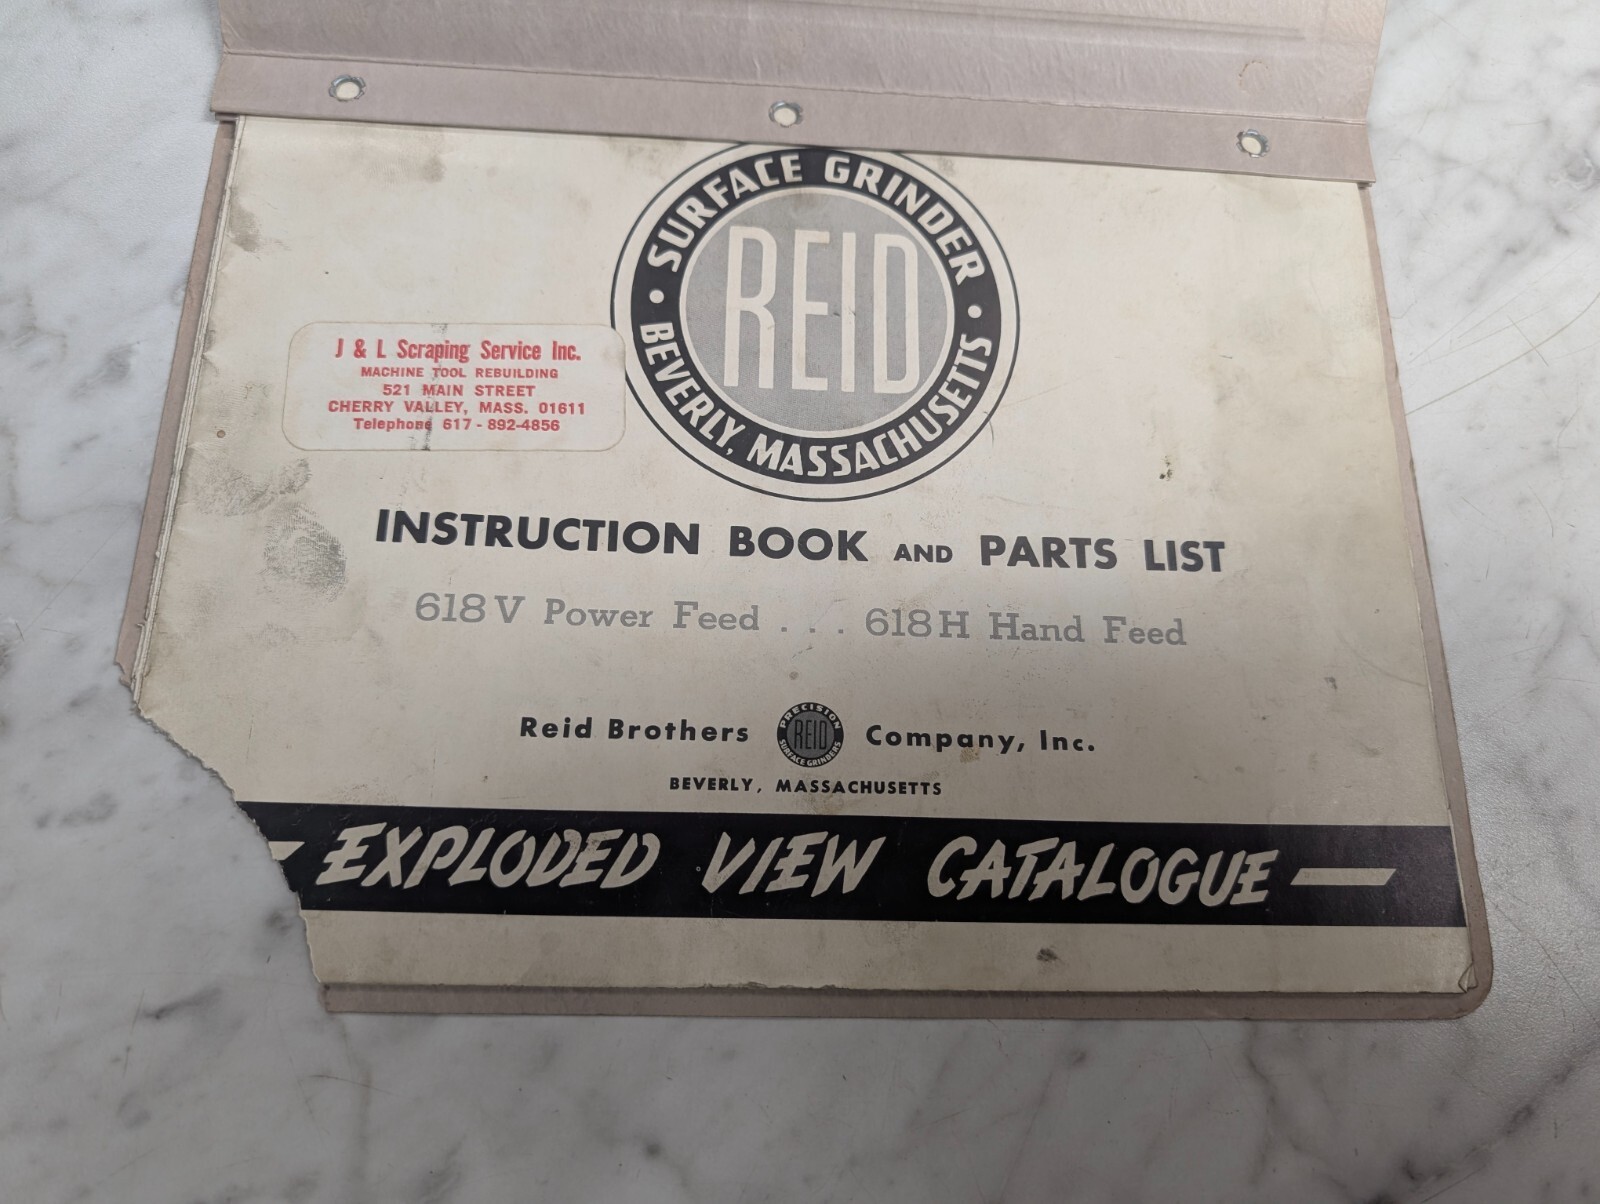 SURFACE GRINDER
REID
BEVERLY, MASSACHUSETTS
J & L Scraping Service Inc.
MACHINE TOOL REBUILDING
521 MAIN STREET
CHERRY VALLEY, MASS. 01611
Telephone 617 - 892-4856
INSTRUCTION BOOK AND PARTS LIST
618V Power Feed . . . 618H Hand Feed
Reid Brothers
PRECISION
REID
SURFACE GRINDERS
Company, Inc.
BEVERLY, MASSACHUSETTS
EXPLODED VIEW CATALOGUE